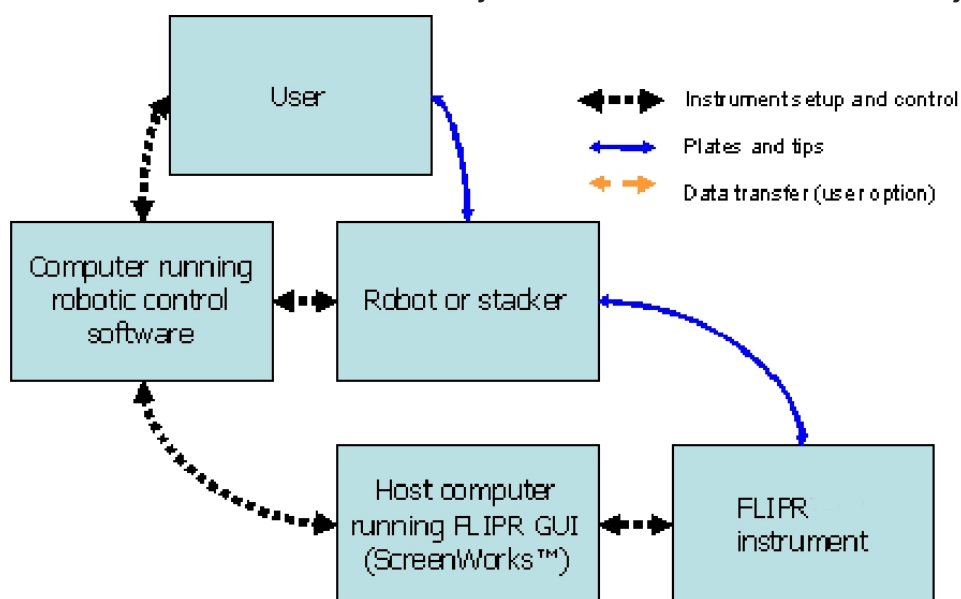 User
Instrument setup and control
Plates and tips
Data transfer (user option)
Computer running
robotic control
software
Robot or stacker
Host computer
running FLIPR GUI
(ScreenWorks™)
FLIPR
instrument